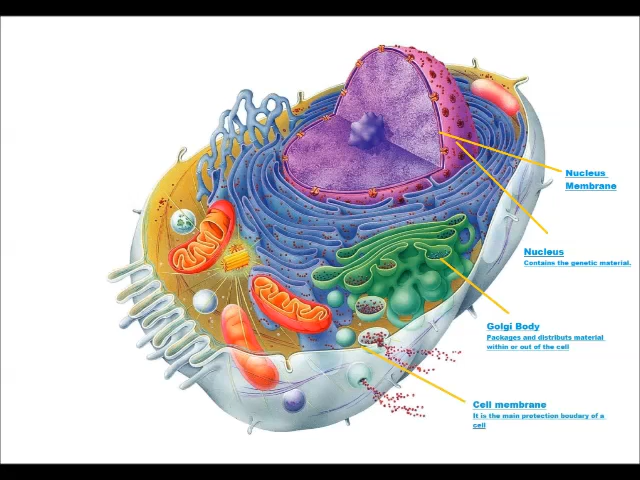 Nucleus
Membrane
Nucleus
Contains the genetic material.
Golgi Body
Packages and distributs material
within or out of the cell
Cell membrane
It is the main protection boudary of a
cell